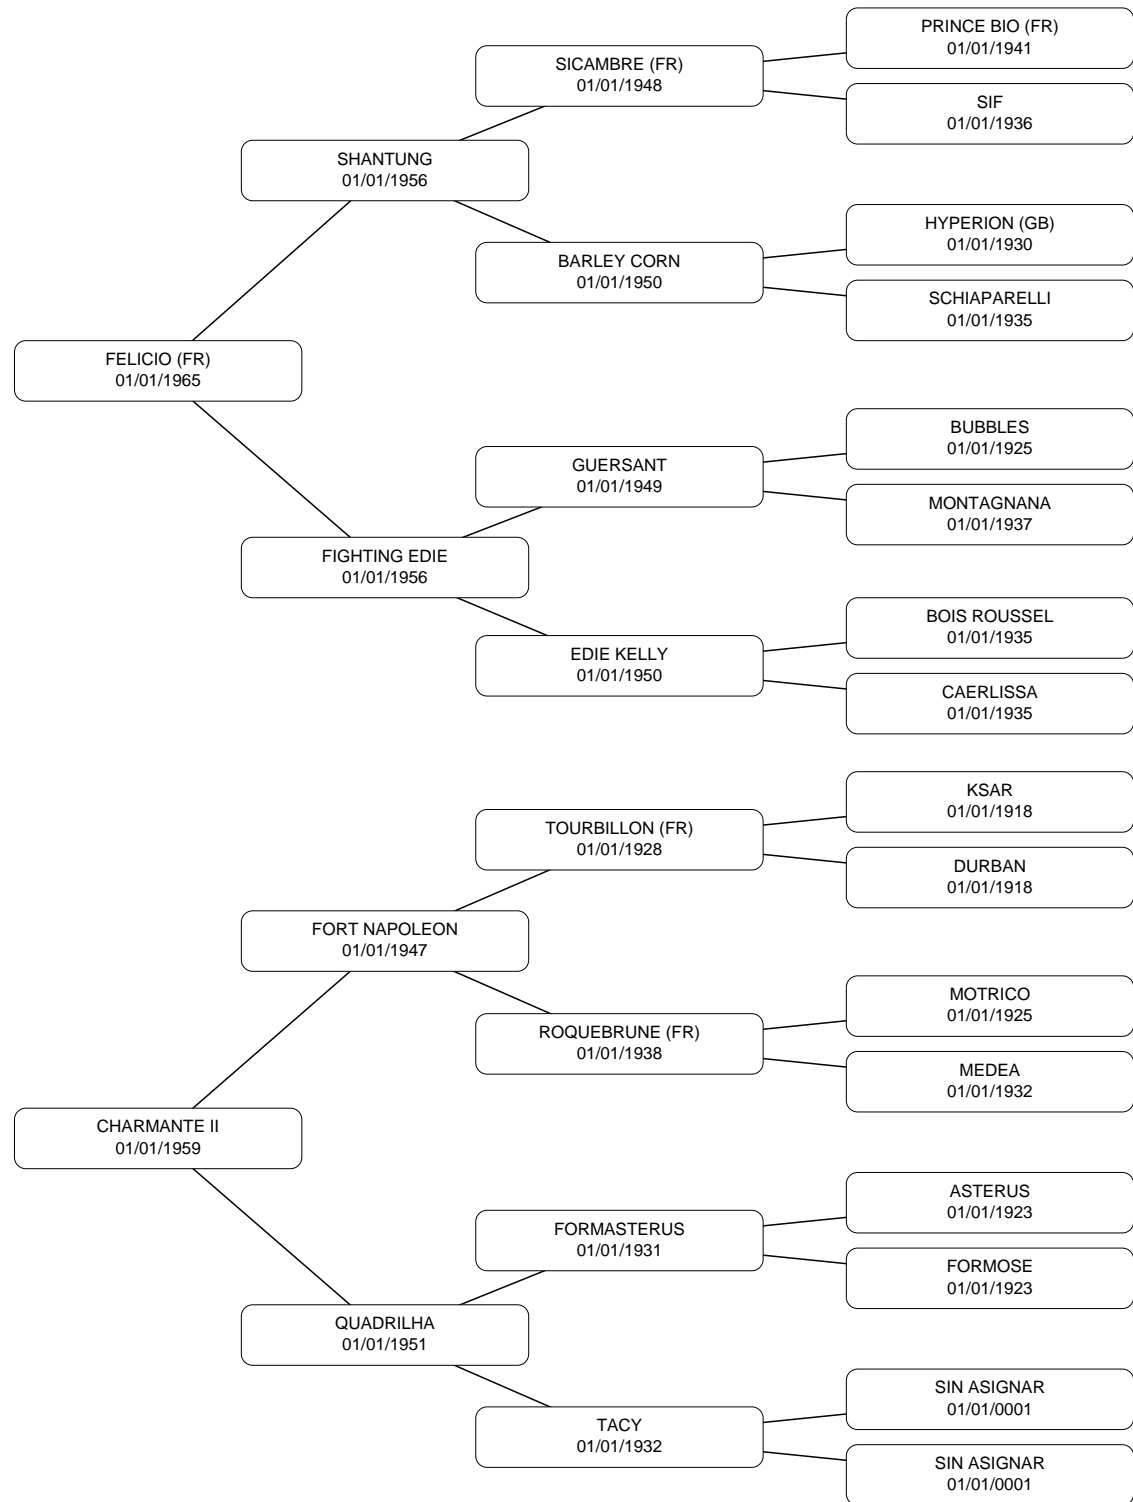 PRINCE BIO (FR)
01/01/1941
SICAMBRE (FR)
01/01/1948
SIF
01/01/1936
SHANTUNG
01/01/1956
HYPERION (GB)
01/01/1930
BARLEY CORN
01/01/1950
SCHIAPARELLI
01/01/1935
FELICIO (FR)
01/01/1965
BUBBLES
01/01/1925
GUERSANT
01/01/1949
MONTAGNANA
01/01/1937
FIGHTING EDIE
01/01/1956
BOIS ROUSSEL
01/01/1935
EDIE KELLY
01/01/1950
CAERLISSA
01/01/1935
KSAR
01/01/1918
TOURBILLON (FR)
01/01/1928
DURBAN
01/01/1918
FORT NAPOLEON
01/01/1947
MOTRICO
01/01/1925
ROQUEBRUNE (FR)
01/01/1938
MEDEA
01/01/1932
CHARMANTE II
01/01/1959
ASTERUS
01/01/1923
FORMASTERUS
01/01/1931
FORMOSE
01/01/1923
QUADRILHA
01/01/1951
SIN ASIGNAR
01/01/0001
TACY
01/01/1932
SIN ASIGNAR
01/01/0001